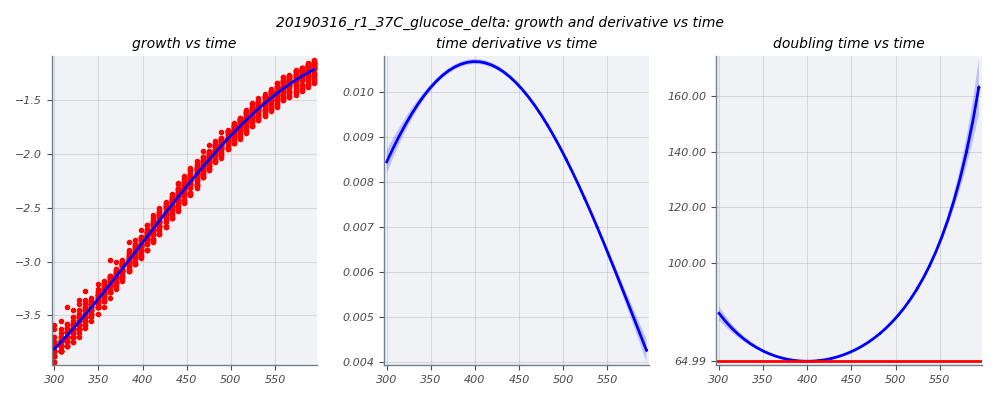 20190316_r1_37C_glucose_delta: growth and derivative vs time
growth vs time
time derivative vs time
doubling time vs time
−1.5
−2.0
−2.5
−3.0
−3.5
300 350 400 450 500 550
0.010
0.009
0.008
0.007
0.006
0.005
0.004
300 350 400 450 500 550
160.00
140.00
120.00
100.00
64.99
300 350 400 450 500 550